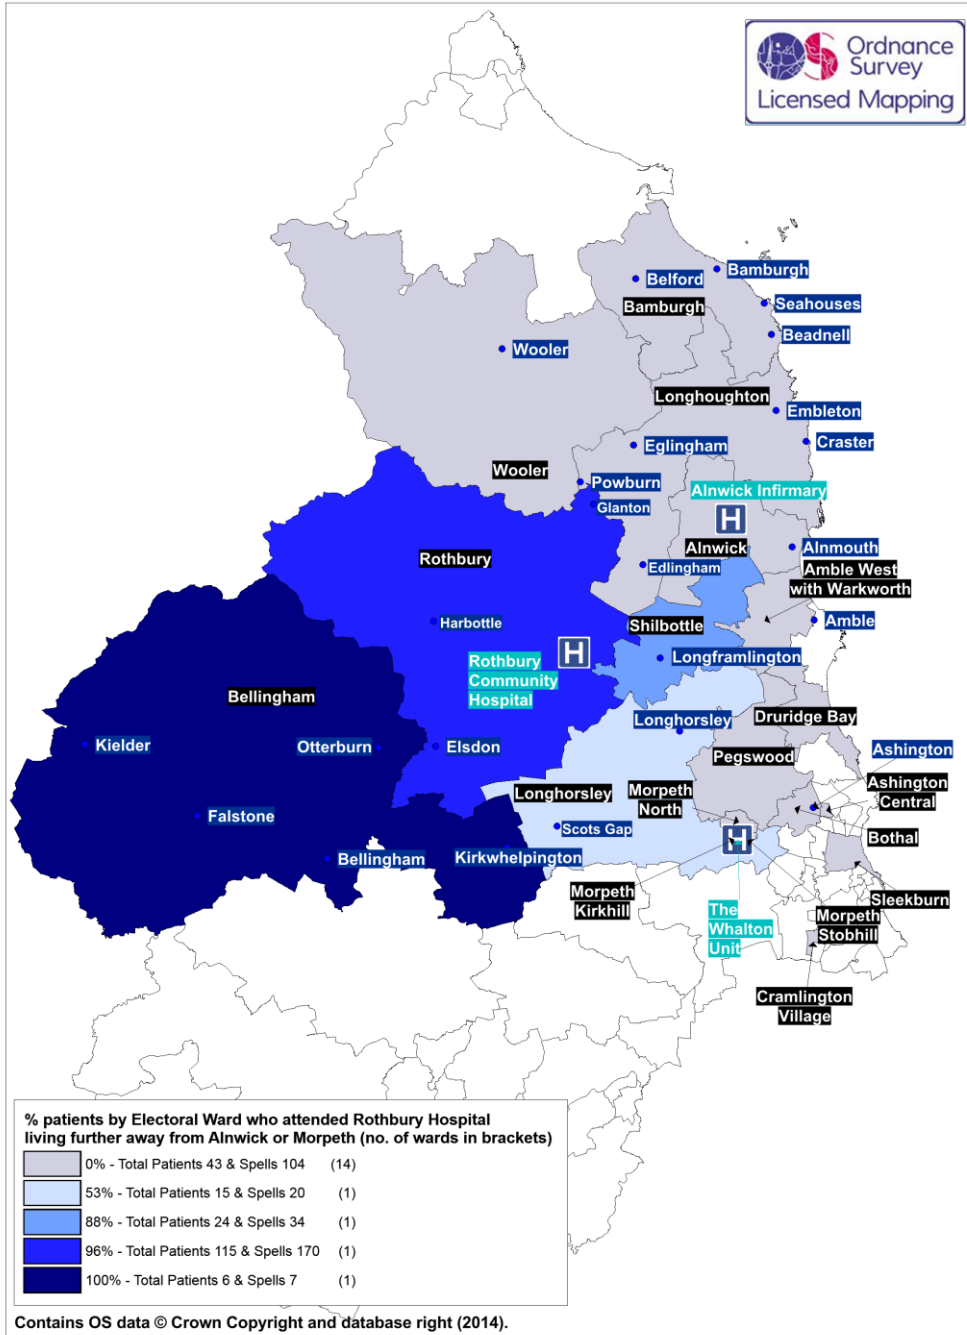 Ordnance
Survey
Licensed Mapping
Bamburgh
Belford
Bamburgh
Seahouses
Beadnell
Wooler
Longhoughton
Embleton
Craster
Eglingham
Wooler
Powburn
Alnwick Infirmary
Glanton
H
Alnwick
Alnmouth
Rothbury
Edlingham
Amble West
with Warkworth
Harbottle
Shilbottle
Amble
H
Rothbury
Community
Hospital
Longframlington
Bellingham
Longhorsley
Druridge Bay
Kielder
Otterburn
Elsdon
Pegswood
Ashington
Longhorsley
Morpeth
North
Ashington
Central
Falstone
Scots Gap
Bothal
H
Bellingham
Kirkwhelpington
Morpeth
Kirkhill
Sleekburn
The
Whalton
Unit
Morpeth
Stobhill
Cramlington
Village
% patients by Electoral Ward who attended Rothbury Hospital
living further away from Alnwick or Morpeth (no. of wards in brackets)
0% - Total Patients 43 & Spells 104 (14)
53% - Total Patients 15 & Spells 20 (1)
88% - Total Patients 24 & Spells 34 (1)
96% - Total Patients 115 & Spells 170 (1)
100% - Total Patients 6 & Spells 7 (1)
Contains OS data © Crown Copyright and database right (2014).